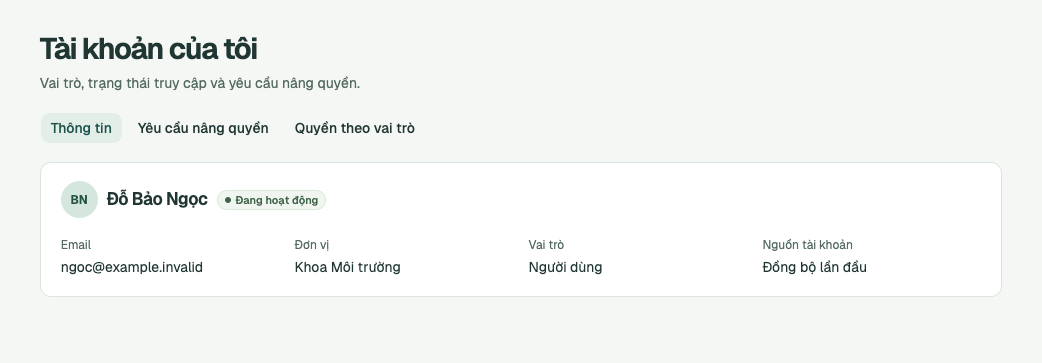 Tài khoản của tôi
Vai trò, trạng thái truy cập và yêu cầu nâng quyền.
Thông tin Yêu cầu nâng quyền Quyền theo vai trò
BN Đỗ Bảo Ngọc Đang hoạt động
Email Đơn vị Vai trò Nguồn tài khoản
ngoc@example.invalid Khoa Môi trường Người dùng Đồng bộ lần đầu